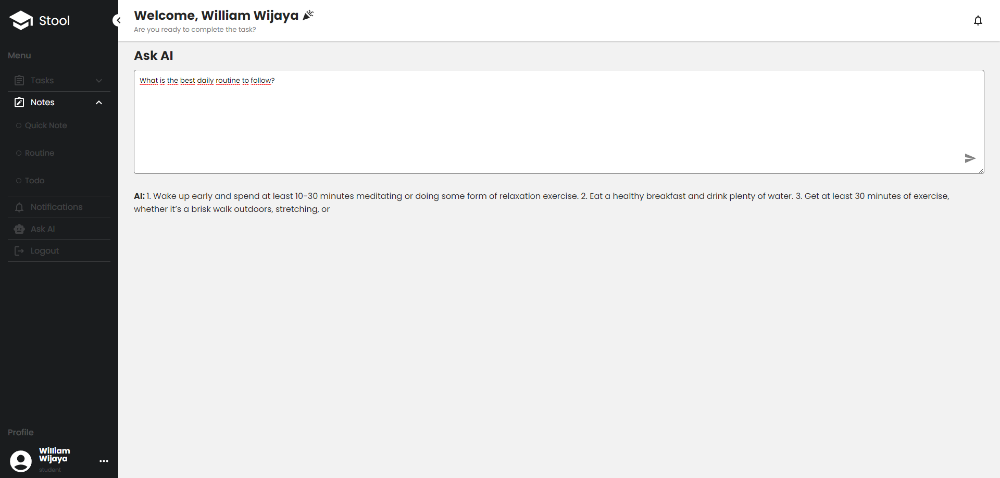 Stool
Menu
Tasks
Notes
Quick Note
Routine
Todo
Notifications
Ask AI
Logout
Profile
William
Wijaya
student
Welcome, William Wijaya
Are you ready to complete the task?
Ask AI
What is the best daily routine to follow?
AI: 1. Wake up early and spend at least 10-30 minutes meditating or doing some form of relaxation exercise. 2. Eat a healthy breakfast and drink plenty of water. 3. Get at least 30 minutes of exercise,
whether it’s a brisk walk outdoors, stretching, or